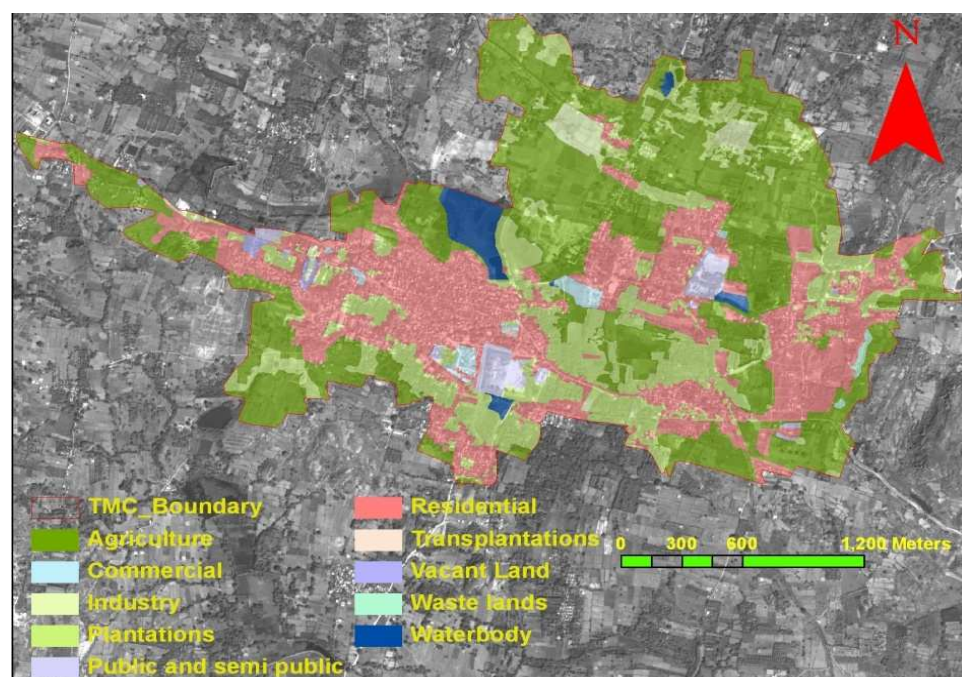 N
TMC_Boundary
Agriculture
Commercial
Industry
Plantations
Public and semi public
Residential
Transplantations
Vacant Land
Waste lands
Waterbody
0 300 600 1,200 Meters